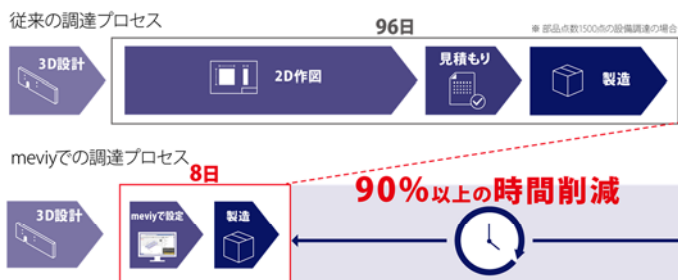 従来の調達プロセス
96日
※ 部品点数1500点の設備調達の場合
3D設計
2D作図
見積もり
製造
meviyでの調達プロセス
8日
90%以上の時間削減
3D設計
meviyで設定
製造